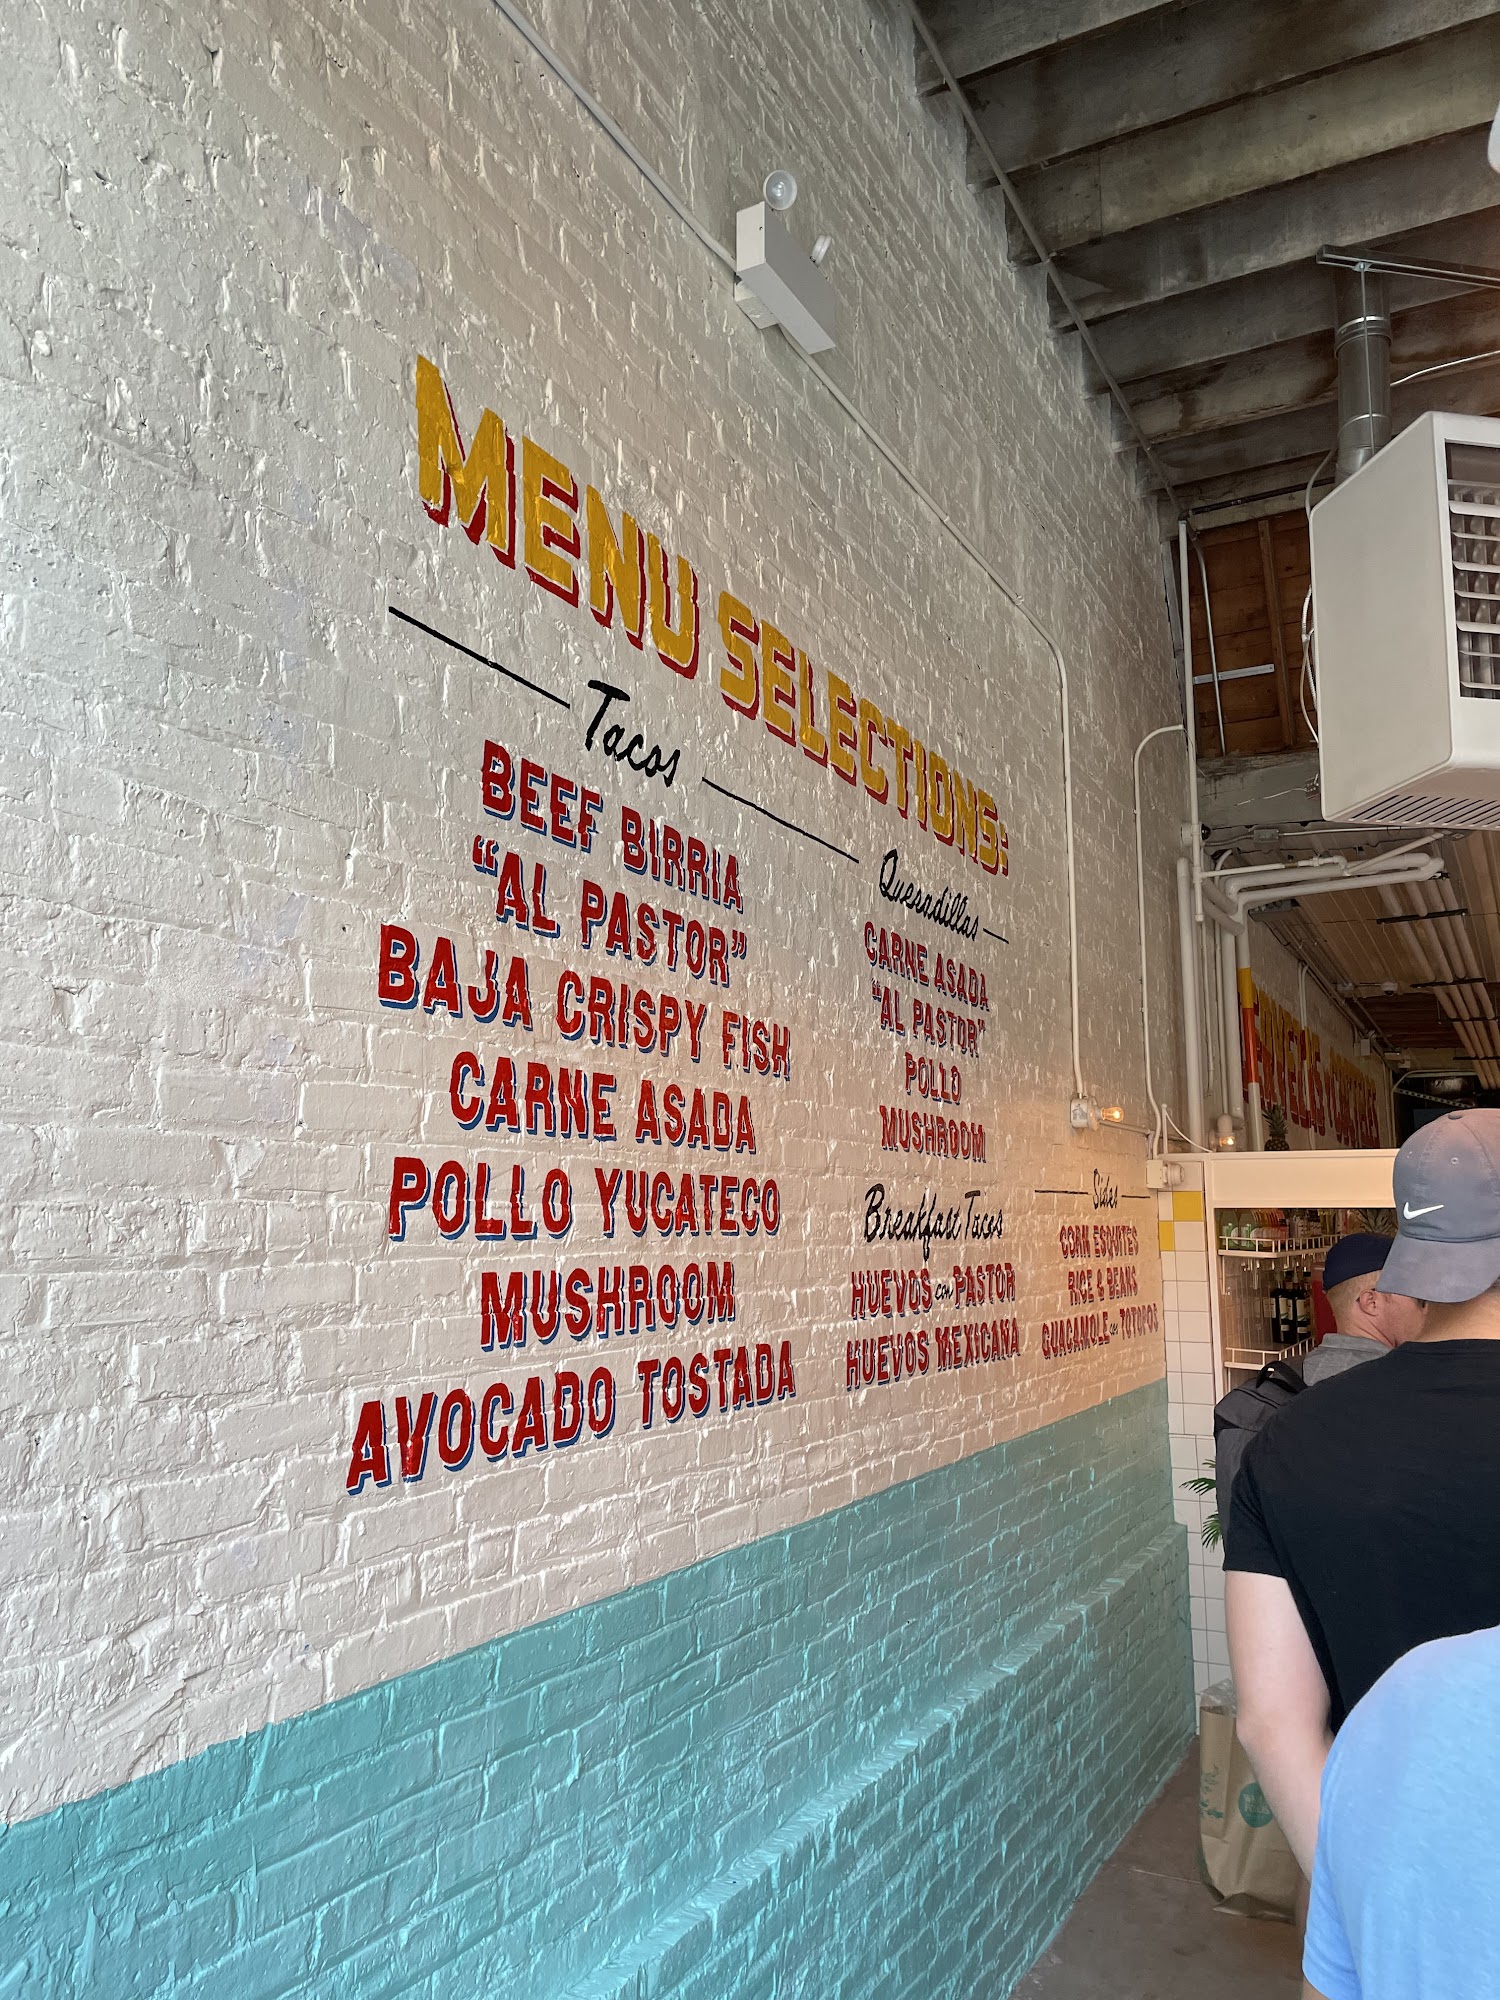 MENU SELECTIONS:
Tacos
BEEF BIRRIA
"AL PASTOR"
BAJA CRISPY FISH
CARNE ASADA
POLLO YUCATECO
MUSHROOM
AVOCADO TOSTADA
Quesadillas
CARNE ASADA
"AL PASTOR"
POLLO
MUSHROOM
Breakfast Tacos
HUEVOS con PASTOR
HUEVOS MEXICANA
Sides
CORN ESQUITES
RICE & BEANS
GUACAMOLE con TOTOPOS